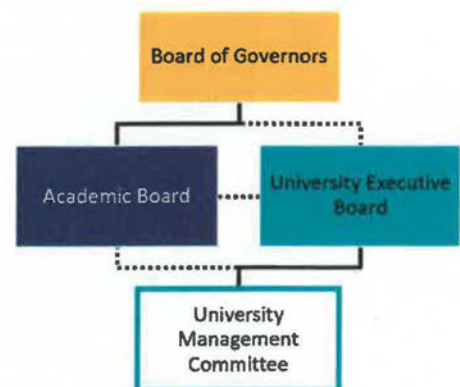 Board of Governors
Academic Board
University Executive
Board
University
Management
Committee